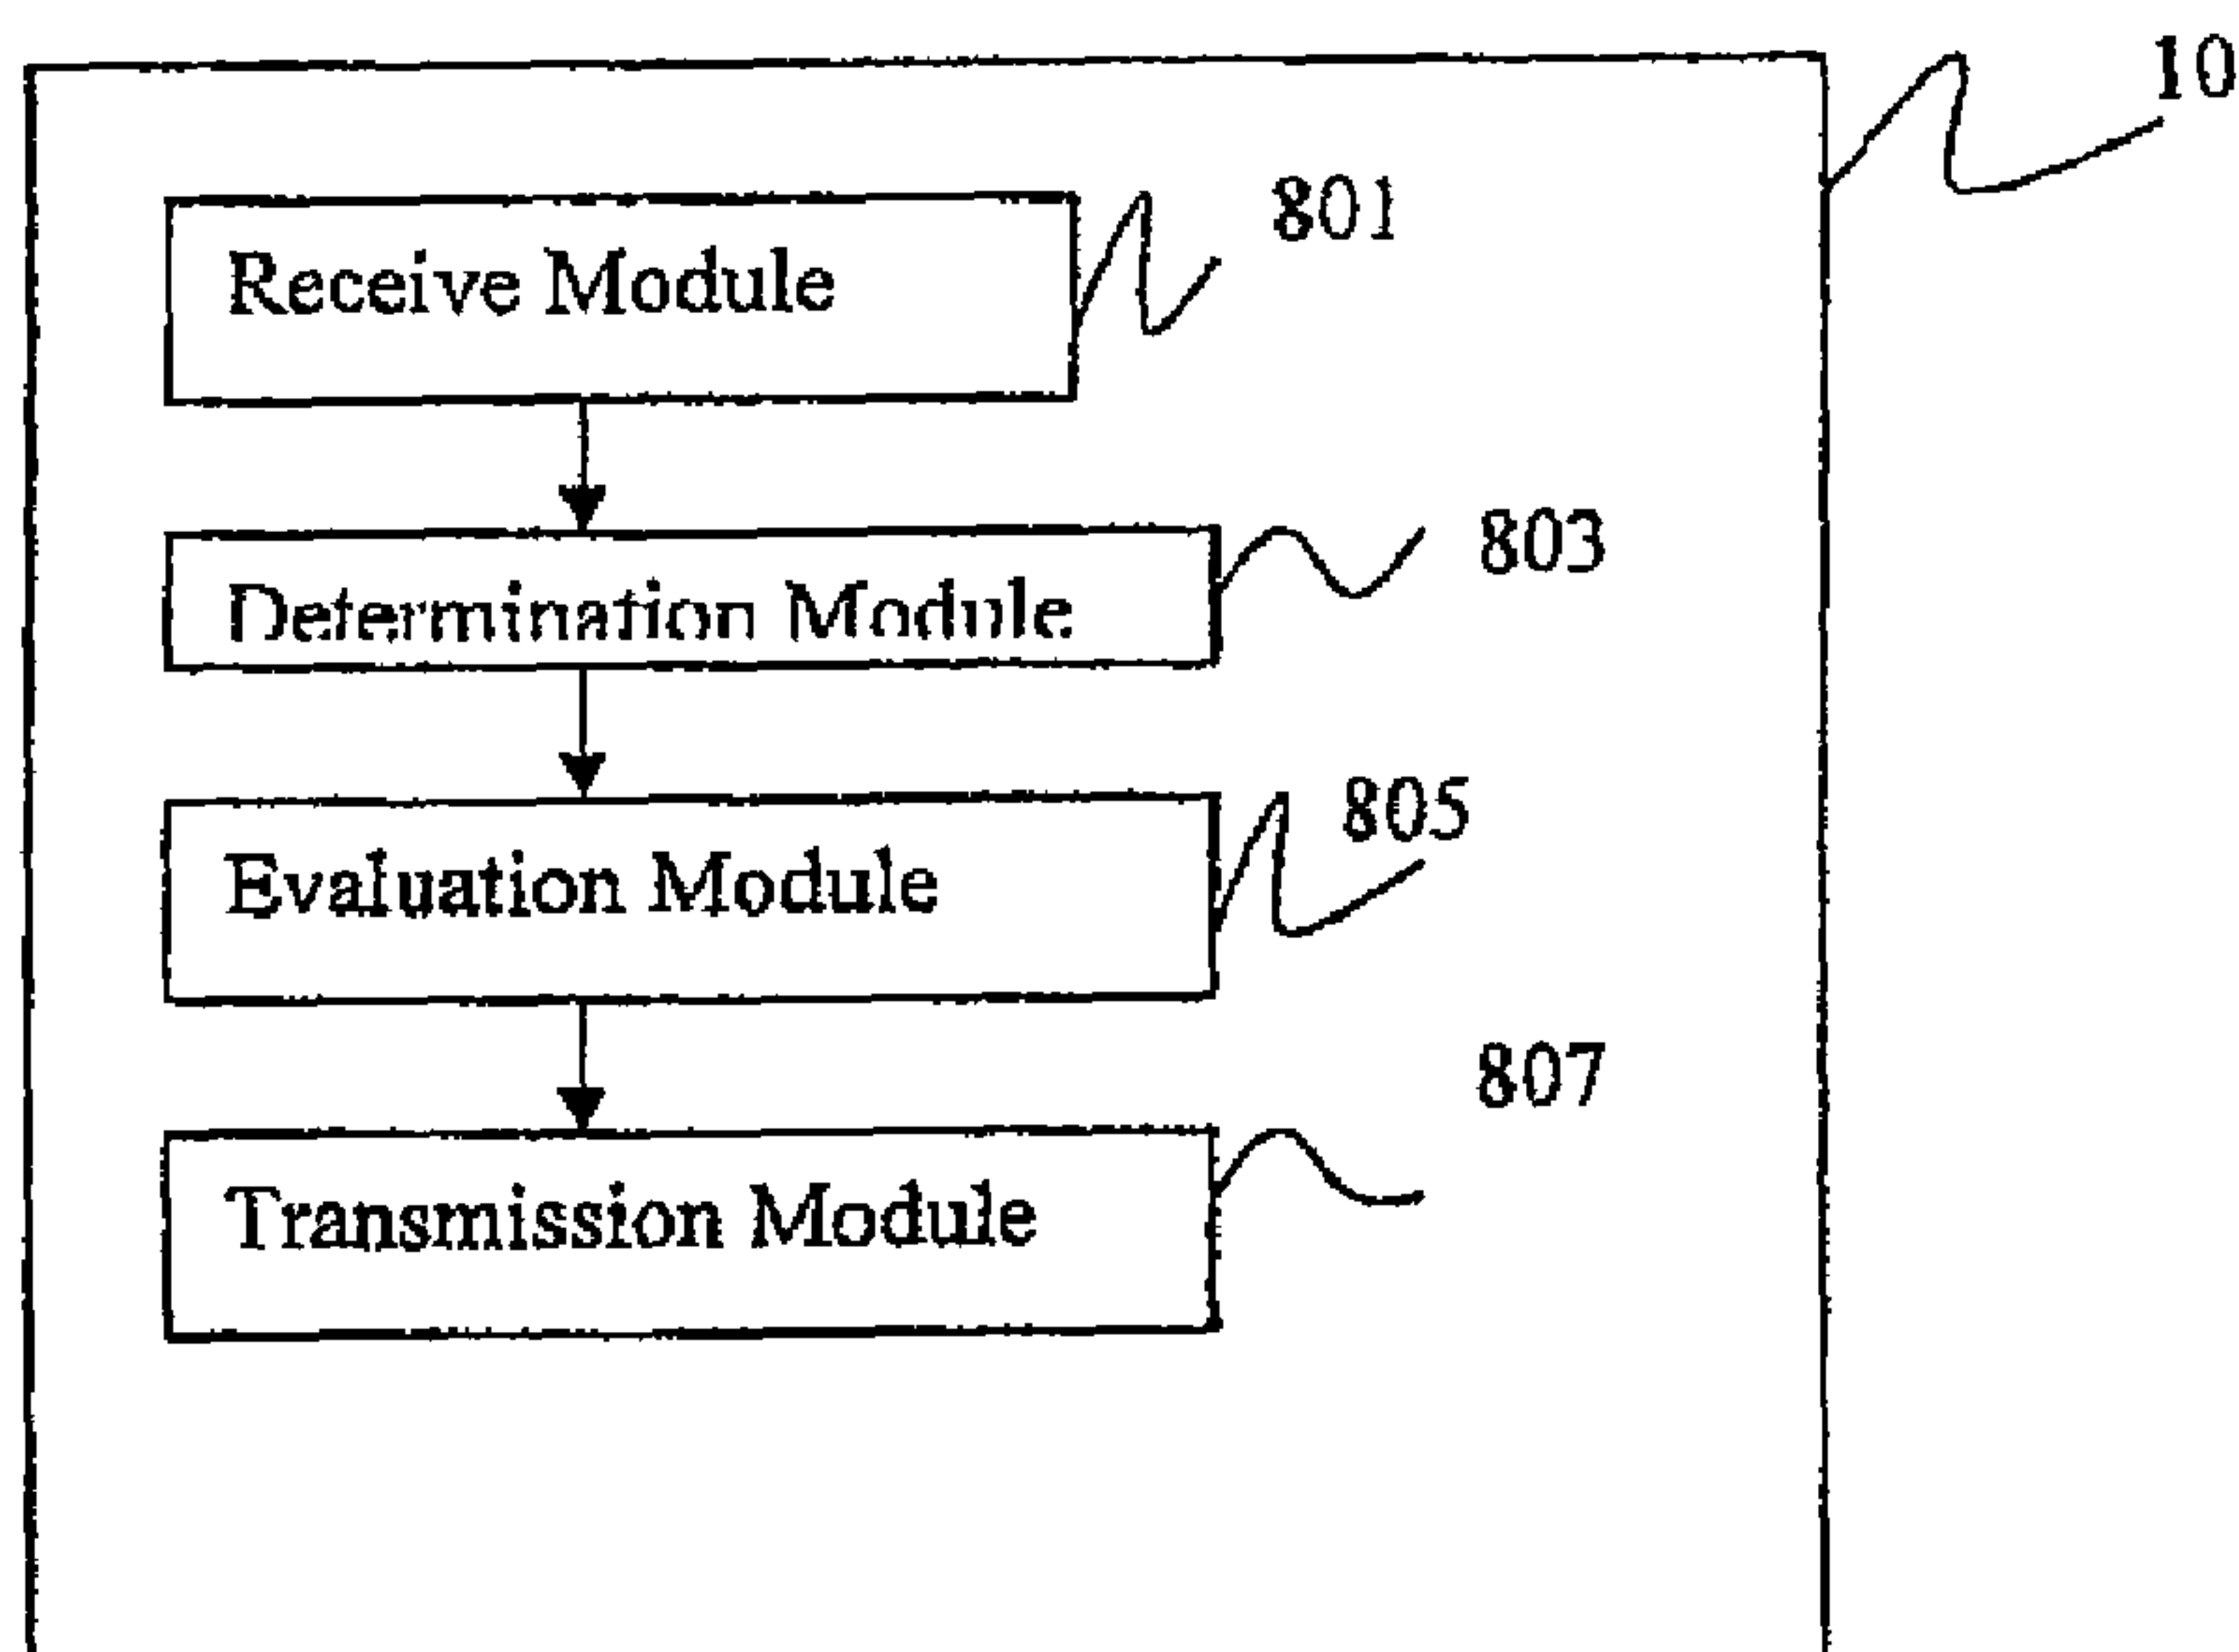 10
801
Receive Module
803
Determination Module
805
Evaluation Module
807
Transmission Module